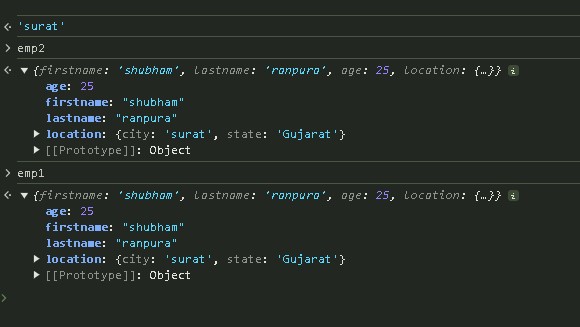 'surat'
emp2
{firstname: 'shubham', lastname: 'ranpura', age: 25, location: {…}} i
age: 25
firstname: "shubham"
lastname: "ranpura"
location: {city: 'surat', state: 'Gujarat'}
[[Prototype]]: Object
emp1
{firstname: 'shubham', lastname: 'ranpura', age: 25, location: {…}} i
age: 25
firstname: "shubham"
lastname: "ranpura"
location: {city: 'surat', state: 'Gujarat'}
[[Prototype]]: Object